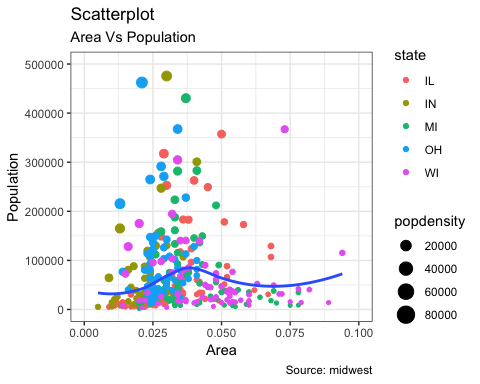 Scatterplot
Area Vs Population
500000
400000
300000
200000
100000
0
Population
0.000 0.025 0.050 0.075 0.100
Area
Source: midwest
state
IL
IN
MI
OH
WI
popdensity
20000
40000
60000
80000